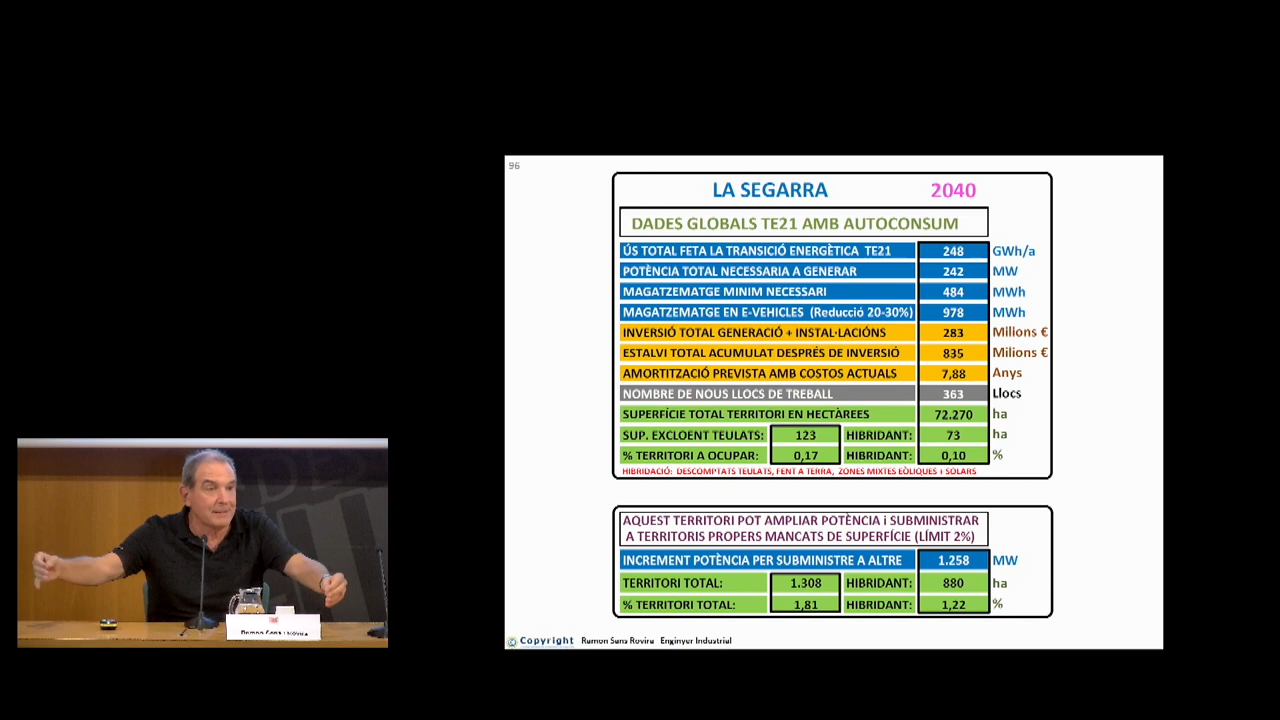 96
LA SEGARRA 2040
DADES GLOBALS TE21 AMB AUTOCONSUM
ÚS TOTAL FETA LA TRANSICIÓ ENERGÈTICA TE21 248 GWh/a
POTÈNCIA TOTAL NECESSARIA A GENERAR 242 MW
MAGATZEMATGE MINIM NECESSARI 484 MWh
MAGATZEMATGE EN E-VEHICLES (Reducció 20-30%) 978 MWh
INVERSIÓ TOTAL GENERACIÓ + INSTAL·LACIÓNS 283 Milions €
ESTALVI TOTAL ACUMULAT DESPRÉS DE INVERSIÓ 835 Milions €
AMORTITZACIÓ PREVISTA AMB COSTOS ACTUALS 7,88 Anys
NOMBRE DE NOUS LLOCS DE TREBALL 363 Llocs
SUPERFÍCIE TOTAL TERRITORI EN HECTÀREES 72.270 ha
SUP. EXCLOENT TEULATS: 123 HIBRIDANT: 73 ha
% TERRITORI A OCUPAR: 0,17 HIBRIDANT: 0,10 %
HIBRIDACIÓ: DESCOMPTATS TEULATS, FENT A TERRA, ZONES MIXTES EÒLIQUES i SOLARS
AQUEST TERRITORI POT AMPLIAR POTÈNCIA i SUBMINISTRAR
A TERRITORIS PROPERS MANCATS DE SUPERFÍCIE (LÍMIT 2%)
INCREMENT POTÈNCIA PER SUBMINISTRE A ALTRE 1.258 MW
TERRITORI TOTAL: 1.308 HIBRIDANT: 880 ha
% TERRITORI TOTAL: 1,81 HIBRIDANT: 1,22 %
© Copyright Ramon Sans Rovira Enginyer Industrial
Ramon Sans i Rovira